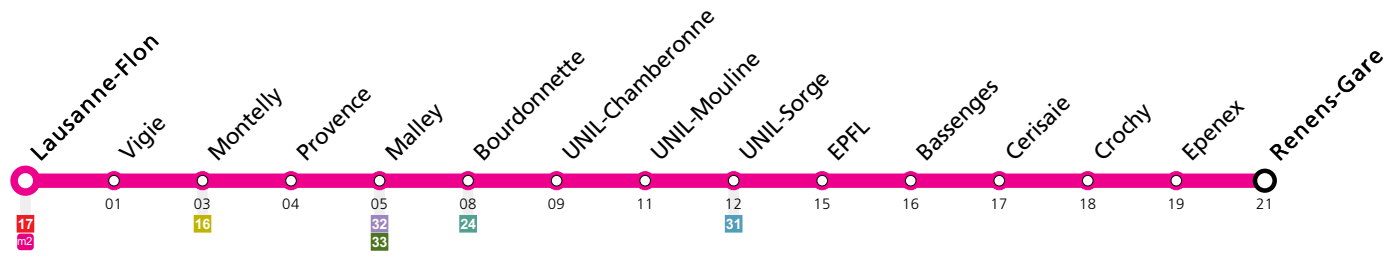 Lausanne-Flon
Vigie
Montelly
Provence
Malley
Bourdonnette
UNIL-Chamberonne
UNIL-Mouline
UNIL-Sorge
EPFL
Bassenges
Cerisaie
Crochy
Epenex
Renens-Gare
01 03 04 05 08 09 11 12 15 16 17 18 19 21
17 16 32 24 31
m2 33